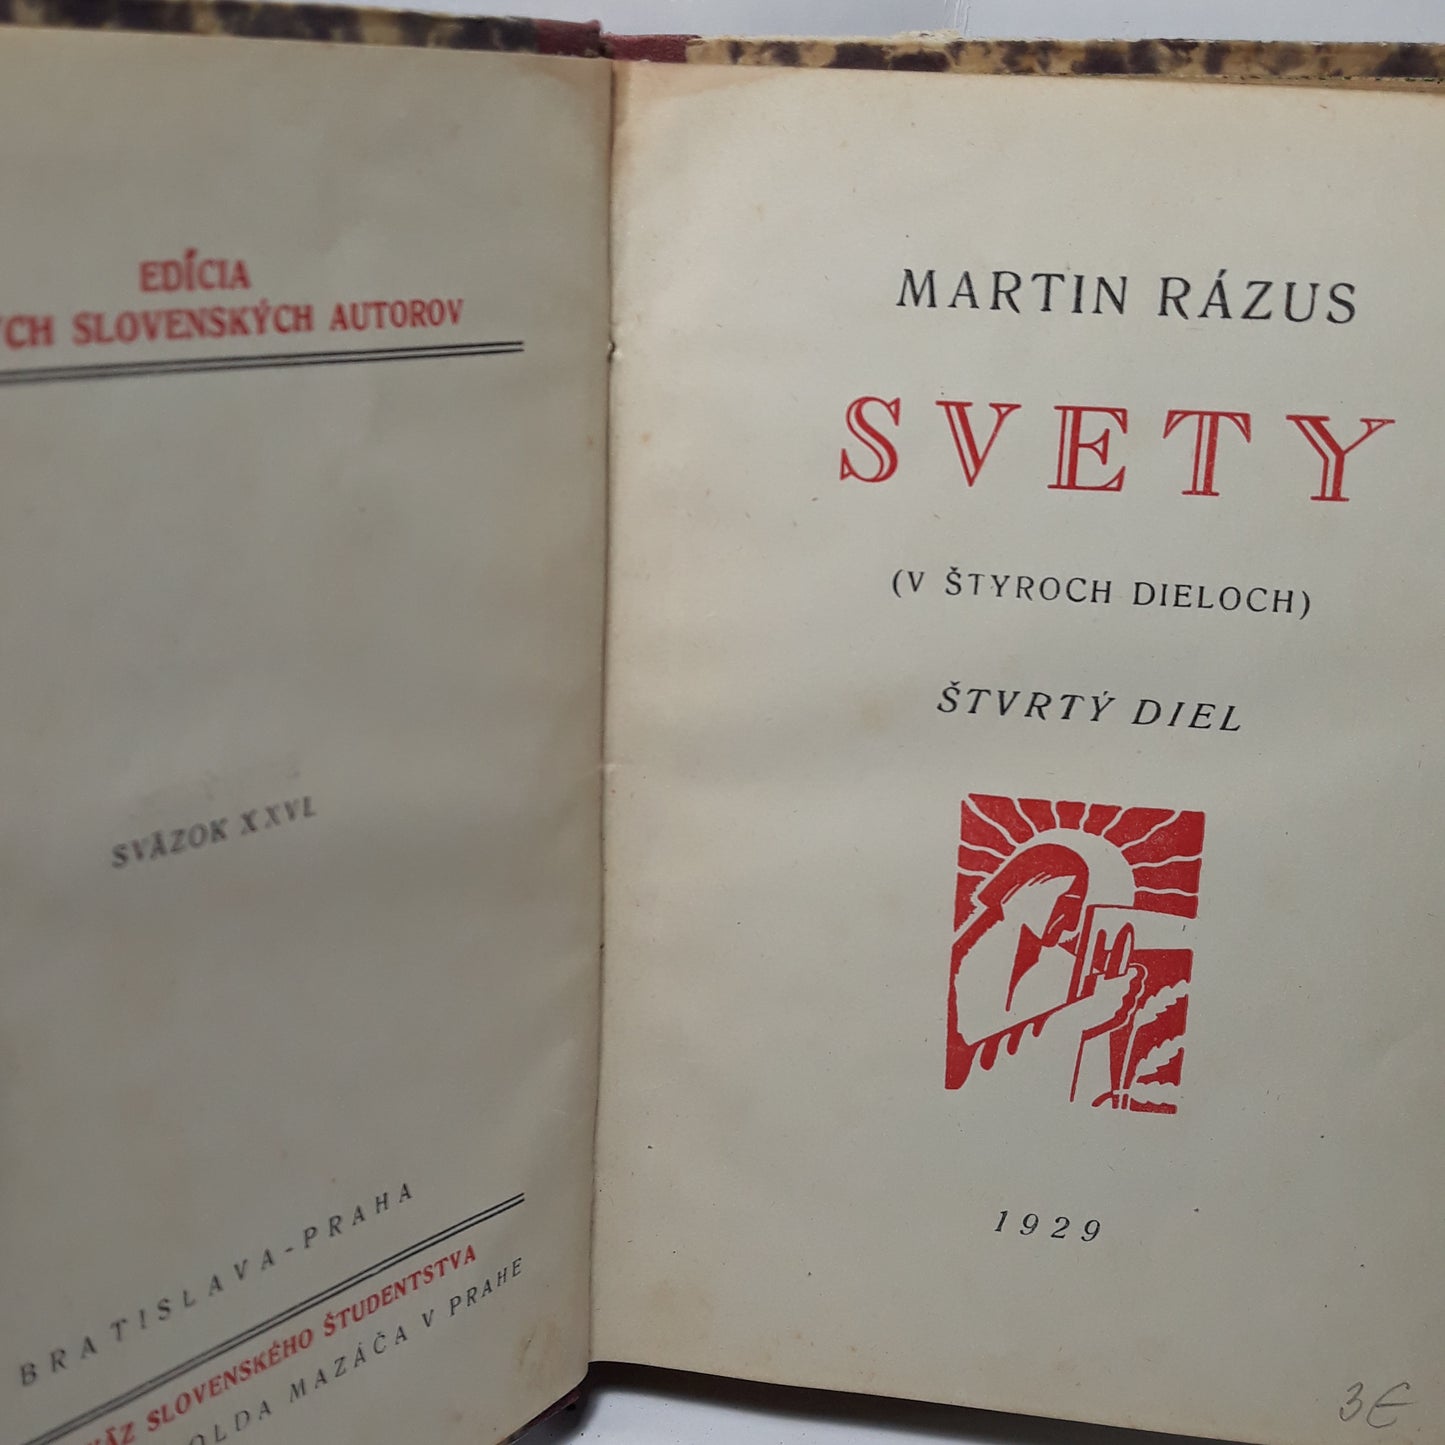 EDÍCIA
SLOVENSKÝCH AUTOROV
SVÄZOK XXVI.
BRATISLAVA-PRAHA
SLOVENSKÉHO ŠTUDENTSTVA
MAZÁČA V PRAHE
MARTIN RÁZUS
SVETY
(V ŠTYROCH DIELOCH)
ŠTVRTÝ DIEL
1929
3€